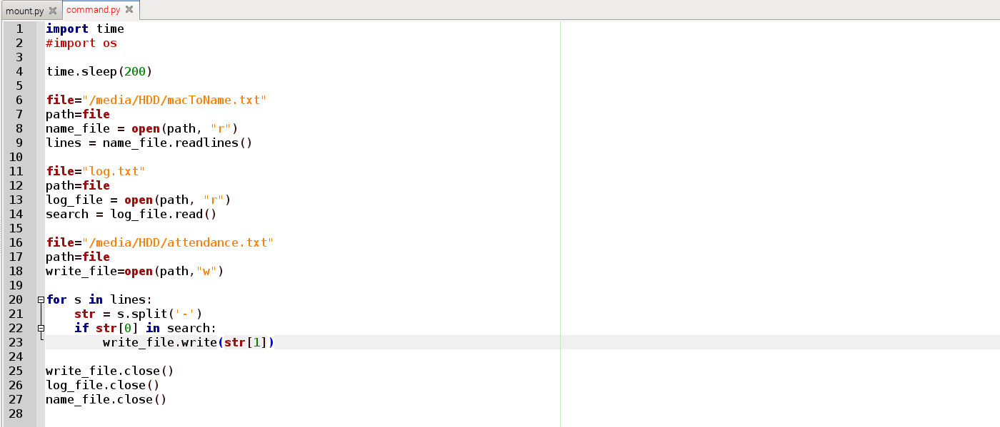 mount.py command.py
1 import time
2 #import os
3
4 time.sleep(200)
5
6 file="/media/HDD/macToName.txt"
7 path=file
8 name_file = open(path, "r")
9 lines = name_file.readlines()
10
11 file="log.txt"
12 path=file
13 log_file = open(path, "r")
14 search = log_file.read()
15
16 file="/media/HDD/attendance.txt"
17 path=file
18 write_file=open(path,"w")
19
20 for s in lines:
21     str = s.split('-')
22     if str[0] in search:
23         write_file.write(str[1])
24
25 write_file.close()
26 log_file.close()
27 name_file.close()
28